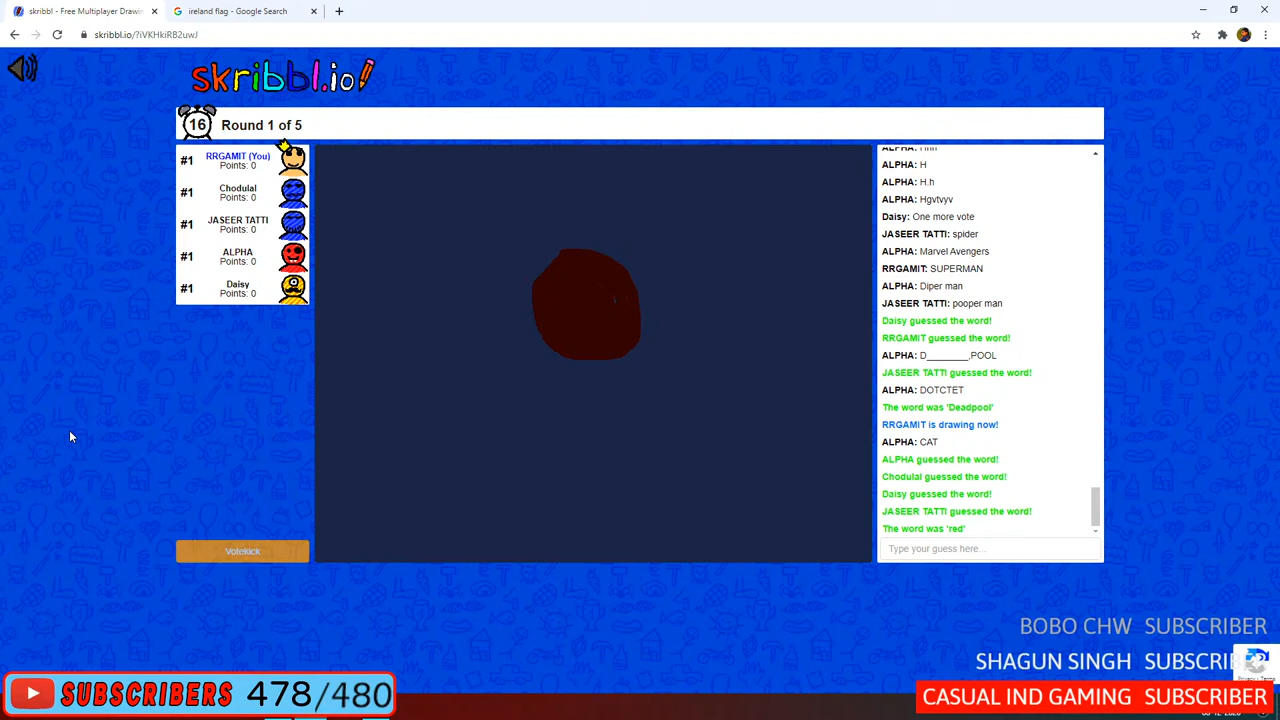 skribbl - Free Multiplayer Drawin
ireland flag - Google Search
skribbl.io/?iVKHkiRB2uwJ
skribbl.io
16
Round 1 of 5
#1 RRGAMIT (You)
Points: 0
#1 Chodulal
Points: 0
#1 JASEER TATTI
Points: 0
#1 ALPHA
Points: 0
#1 Daisy
Points: 0
Votekick
ALPHA: H
ALPHA: H.h
ALPHA: Hgvtvyv
Daisy: One more vote
JASEER TATTI: spider
ALPHA: Marvel Avengers
RRGAMIT: SUPERMAN
ALPHA: Diper man
JASEER TATTI: pooper man
Daisy guessed the word!
RRGAMIT guessed the word!
ALPHA: D________,POOL
JASEER TATTI guessed the word!
ALPHA: DOTCTET
The word was 'Deadpool'
RRGAMIT is drawing now!
ALPHA: CAT
ALPHA guessed the word!
Chodulal guessed the word!
Daisy guessed the word!
JASEER TATTI guessed the word!
The word was 'red'
Type your guess here...
BOBO CHW SUBSCRIBER
SHAGUN SINGH SUBSCRI
CASUAL IND GAMING SUBSCRIBER
SUBSCRIBERS 478/480